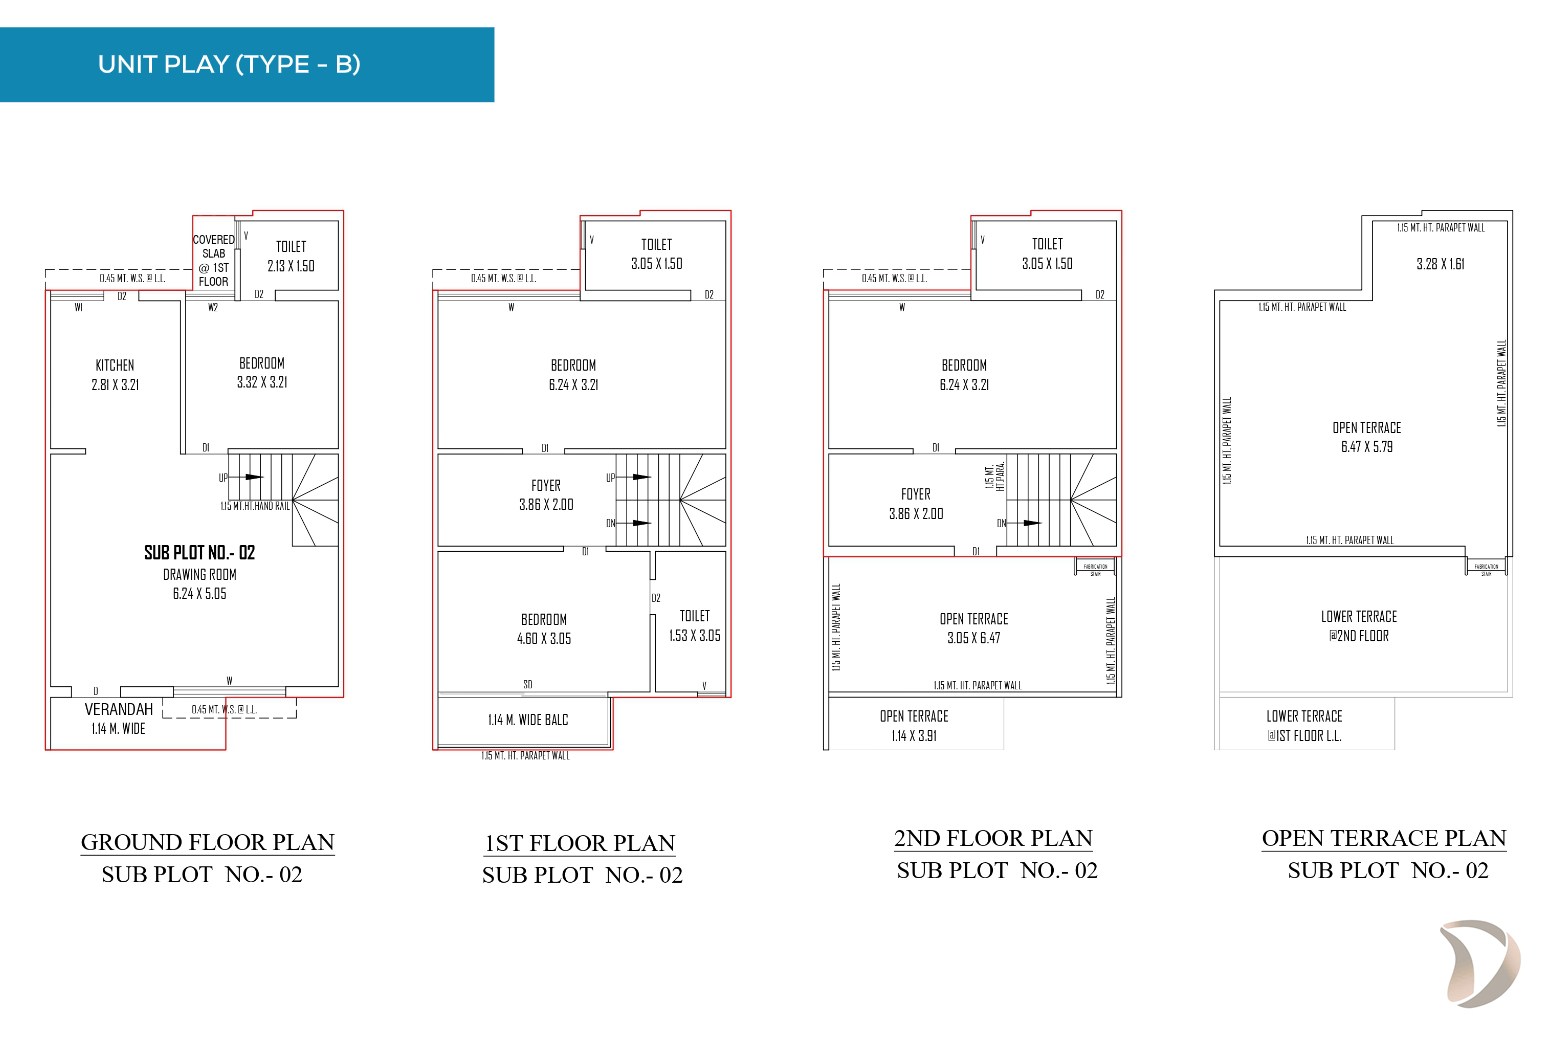 UNIT PLAY (TYPE - B)
COVERED
SLAB
@ 1ST
FLOOR
V
TOILET
2.13 X 1.50
0.45 MT. W.S. @ L.L.
D2
D2
W1
W2
KITCHEN
2.81 X 3.21
BEDROOM
3.32 X 3.21
D1
UP
1.15 MT.HT.HAND RAIL
SUB PLOT NO.- 02
DRAWING ROOM
6.24 X 5.05
D
W
VERANDAH
1.14 M. WIDE
0.45 MT. W.S. @ L.L.
GROUND FLOOR PLAN
SUB PLOT NO.- 02
V
TOILET
3.05 X 1.50
0.45 MT. W.S. @ L.L.
D2
W
BEDROOM
6.24 X 3.21
D1
FOYER
3.86 X 2.00
UP
DN
D1
BEDROOM
4.60 X 3.05
D2
TOILET
1.53 X 3.05
SD
V
1.14 M. WIDE BALC
1.15 MT. HT. PARAPET WALL
1ST FLOOR PLAN
SUB PLOT NO.- 02
V
TOILET
3.05 X 1.50
0.45 MT. W.S. @ L.L.
D2
W
BEDROOM
6.24 X 3.21
D1
1.15 MT.
HT.PARA.
FOYER
3.86 X 2.00
DN
D1
FABRICATION
1.15 MT. HT. PARAPET WALL
OPEN TERRACE
3.05 X 6.47
1.15 MT. HT. PARAPET WALL
1.15 MT. HT. PARAPET WALL
OPEN TERRACE
1.14 X 3.91
2ND FLOOR PLAN
SUB PLOT NO.- 02
1.15 MT. HT. PARAPET WALL
3.28 X 1.61
1.15 MT. HT. PARAPET WALL
1.15 MT. HT. PARAPET WALL
1.15 MT. HT. PARAPET WALL
OPEN TERRACE
6.47 X 5.79
1.15 MT. HT. PARAPET WALL
FABRICATION
LOWER TERRACE
@2ND FLOOR
LOWER TERRACE
@1ST FLOOR L.L.
OPEN TERRACE PLAN
SUB PLOT NO.- 02